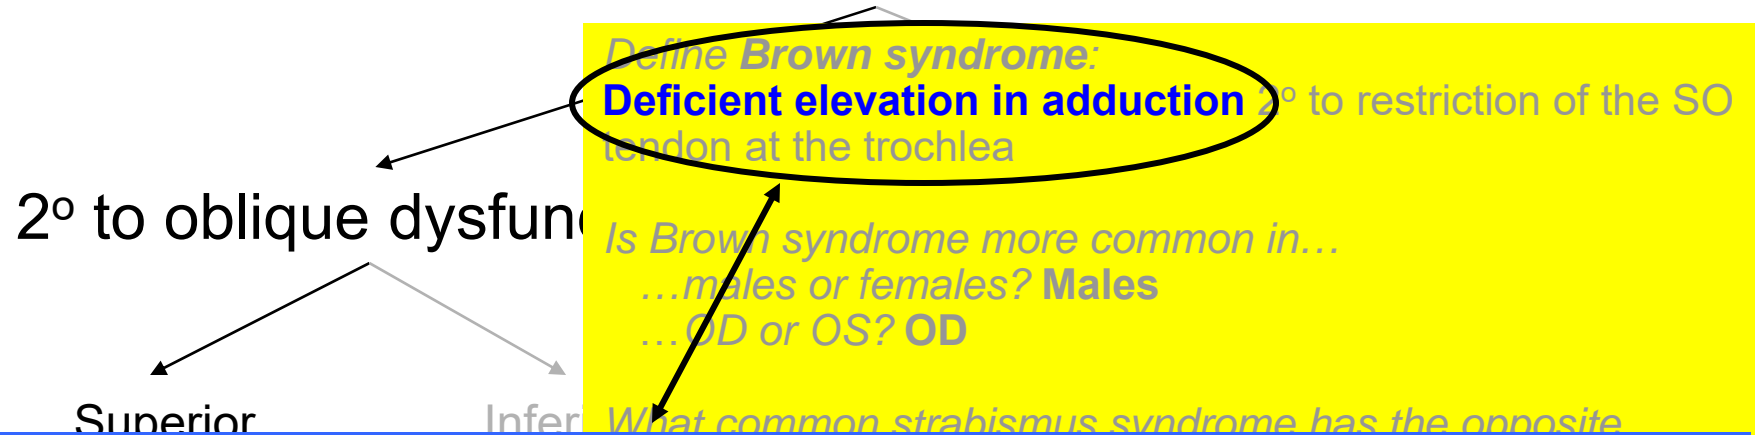 Define Brown syndrome:
Deficient elevation in adduction 2º to restriction of the SO
tendon at the trochlea
2º to oblique dysfun
Is Brown syndrome more common in…
…males or females? Males
…OD or OS? OD
Superior
Inferi
What common strabismus syndrome has the opposite